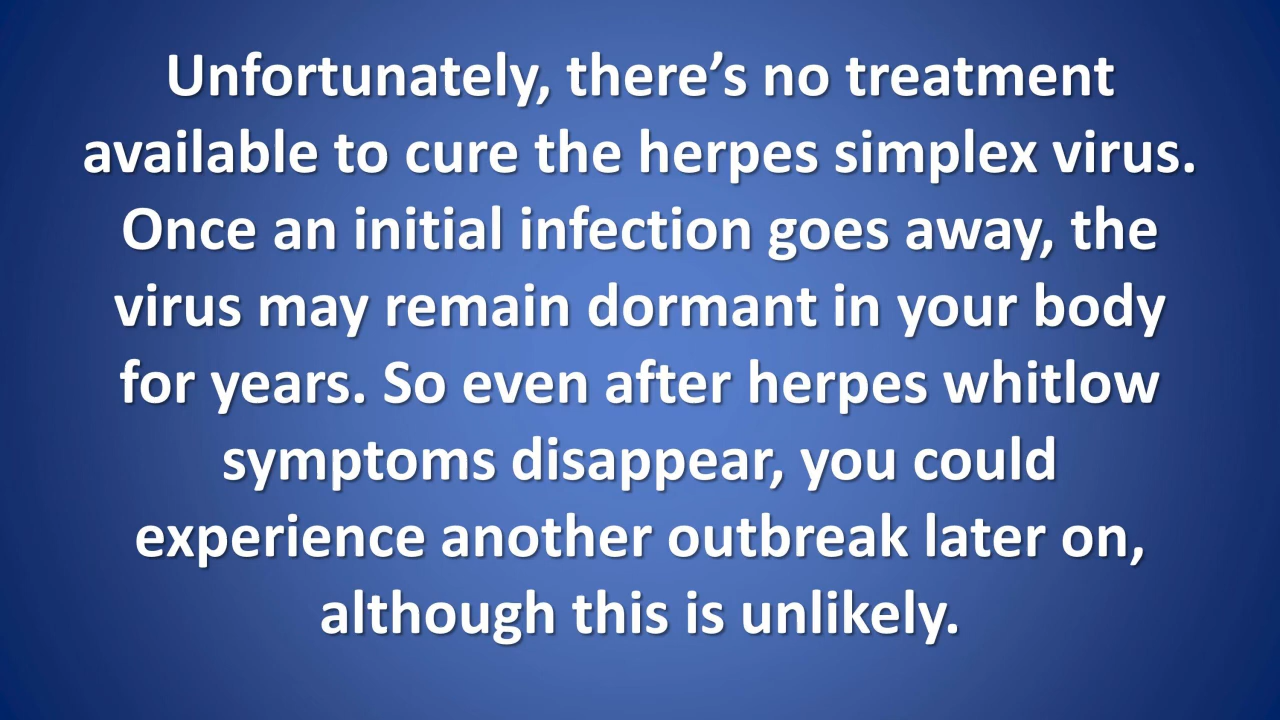 Unfortunately, there’s no treatment
available to cure the herpes simplex virus.
Once an initial infection goes away, the
virus may remain dormant in your body
for years. So even after herpes whitlow
symptoms disappear, you could
experience another outbreak later on,
although this is unlikely.